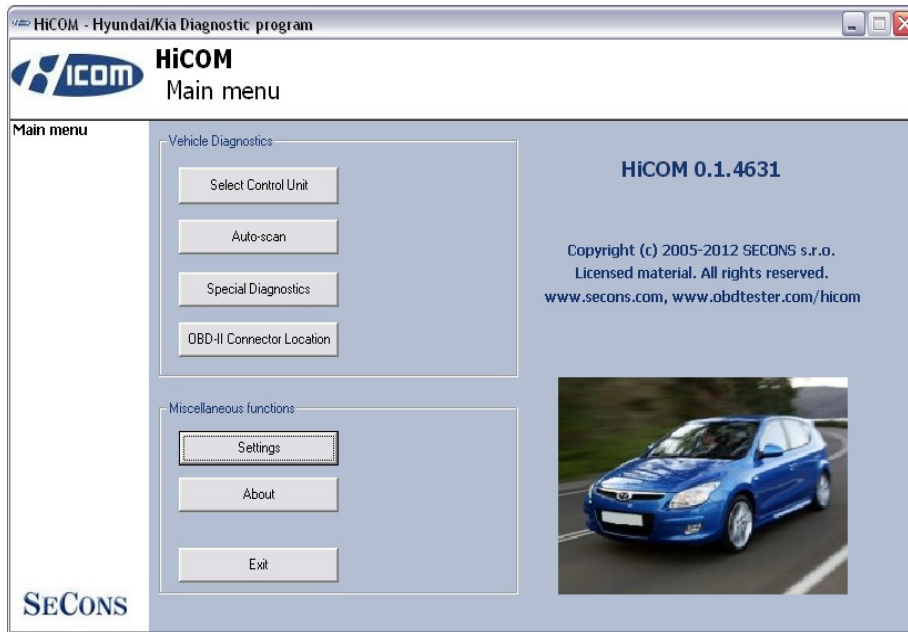 HiCOM - Hyundai/Kia Diagnostic program
HICOM
HiCOM
Main menu
Main menu
Vehicle Diagnostics
Select Control Unit
Auto-scan
Special Diagnostics
OBD-II Connector Location
Miscellaneous functions
Settings
About
Exit
HiCOM 0.1.4631
Copyright (c) 2005-2012 SECONS s.r.o.
Licensed material. All rights reserved.
www.secons.com, www.obdtester.com/hicom
SECONS